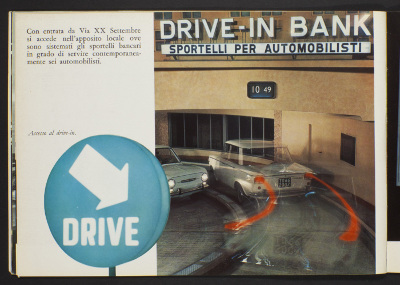 Con entrata da Via XX Settembre
si accede nell'apposito locale ove
sono sistemati gli sportelli bancari
in grado di servire contemporanea-
mente sei automobilisti.
Accesso al drive-in.
DRIVE
DRIVE-IN BANK
SPORTELLI PER AUTOMOBILISTI
10 49